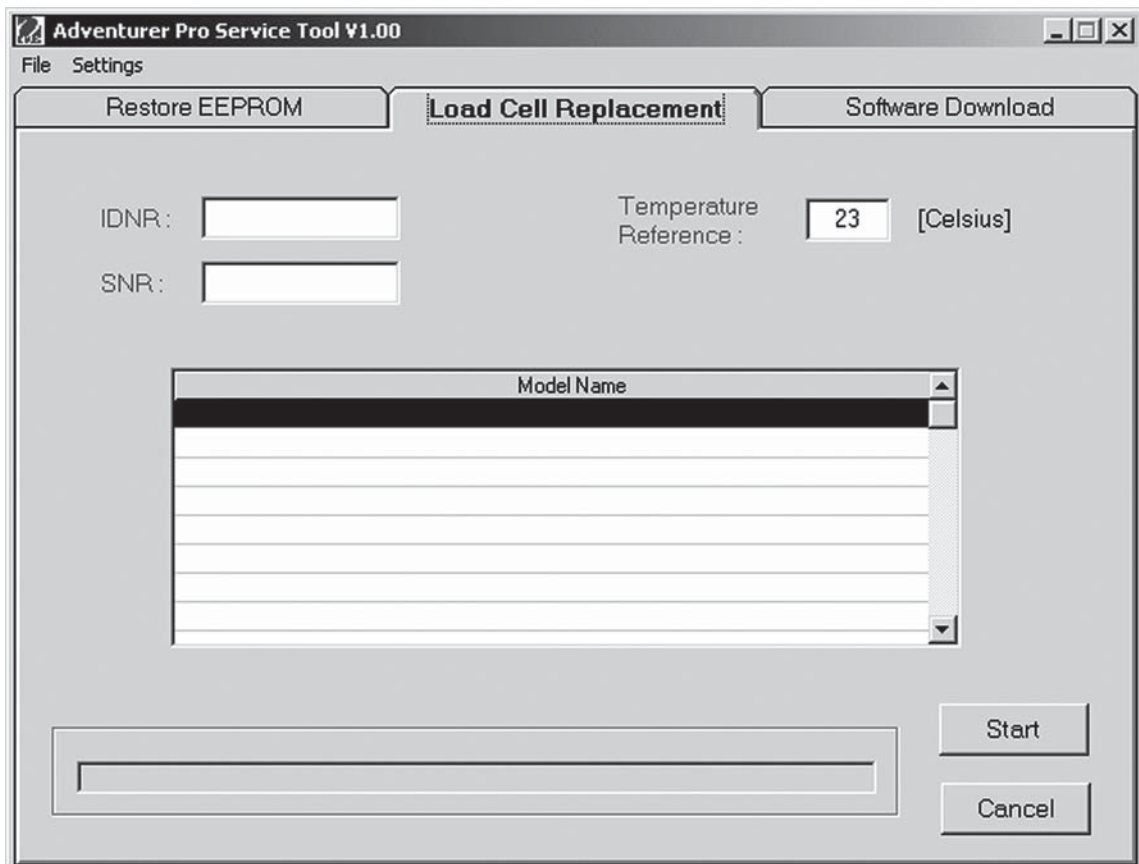 Adventurer Pro Service Tool V1.00
File Settings
Restore EEPROM Load Cell Replacement Software Download
IDNR :
Temperature
Reference :
23 [Celsius]
SNR :
Model Name
Start
Cancel